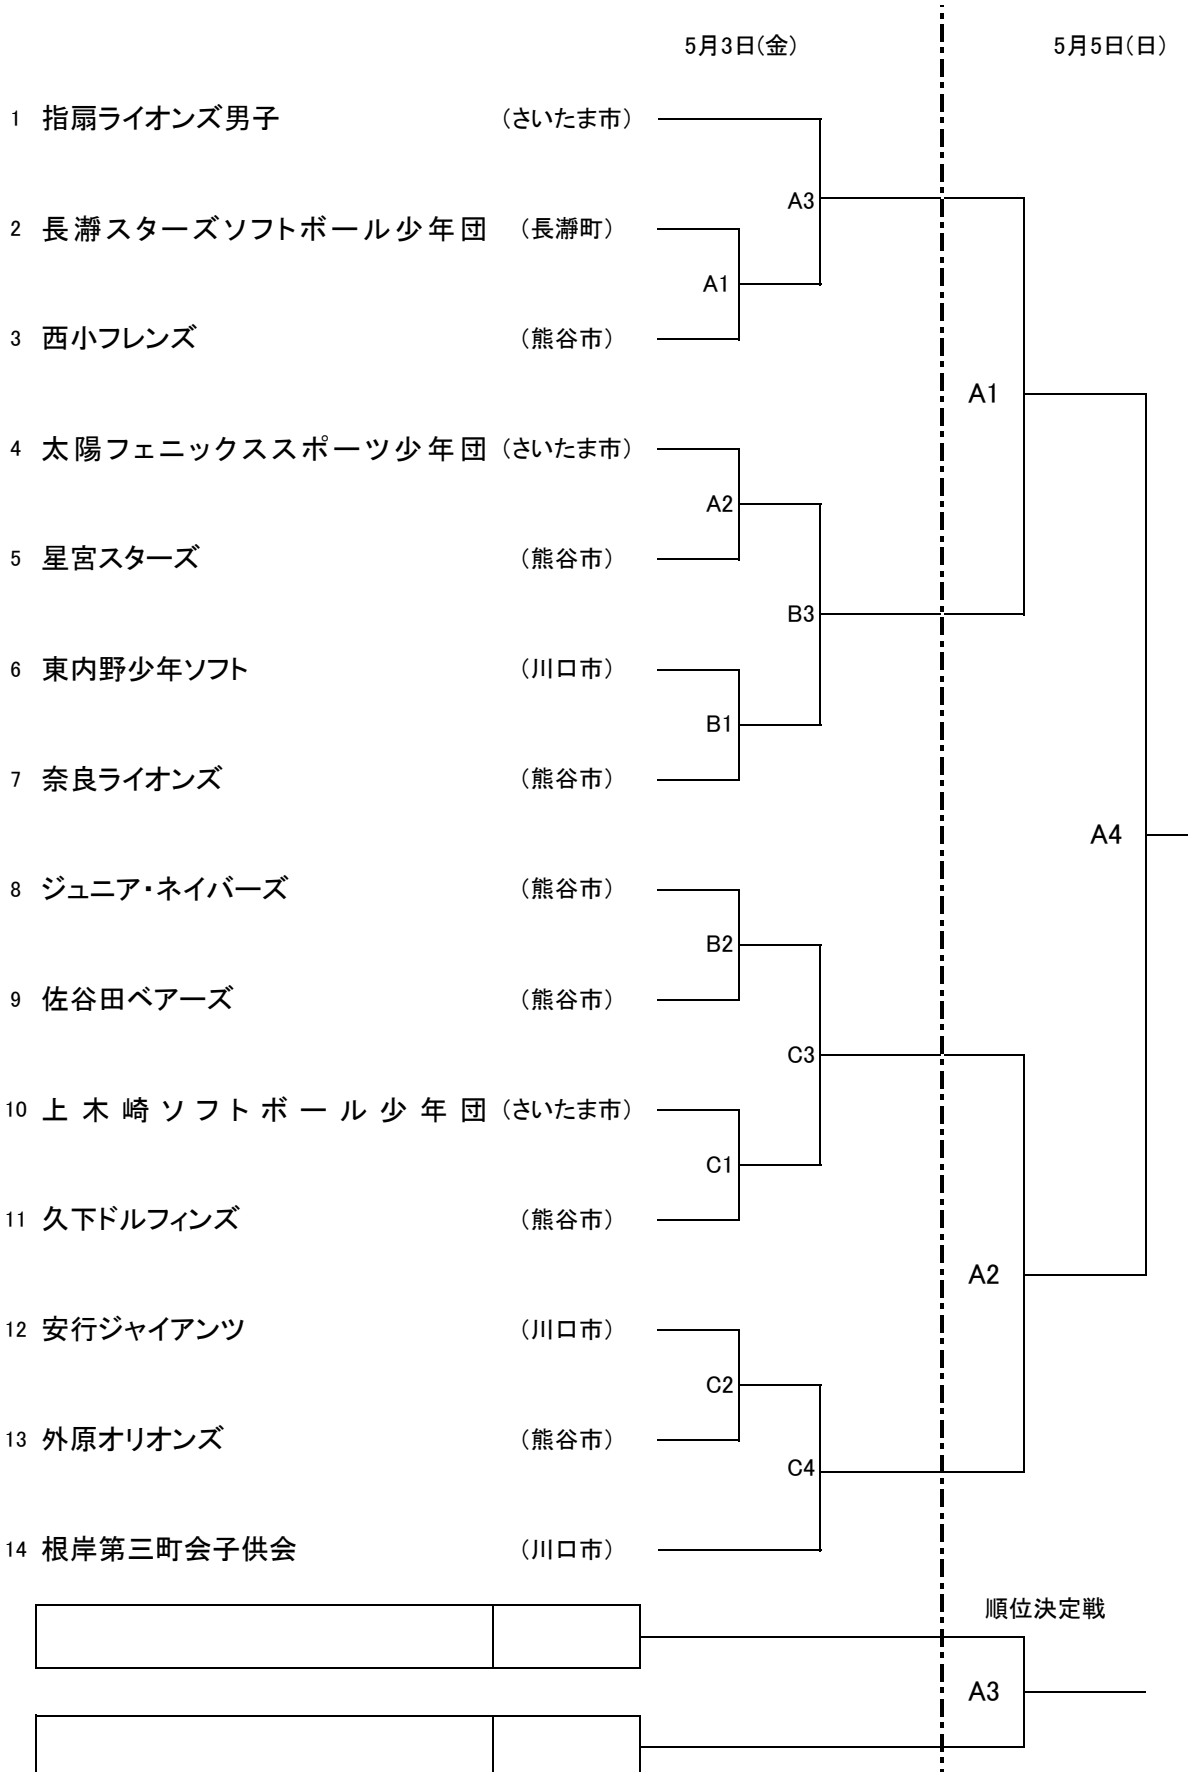 5月3日(金) 5月5日(日)
1 指扇ライオンズ男子 (さいたま市)
A3
2 長瀞スターズソフトボール少年団 (長瀞町)
A1
3 西小フレンズ (熊谷市)
A1
4 太陽フェニックススポーツ少年団 (さいたま市)
A2
5 星宮スターズ (熊谷市)
B3
6 東内野少年ソフト (川口市)
B1
7 奈良ライオンズ (熊谷市)
A4
8 ジュニア・ネイバーズ (熊谷市)
B2
9 佐谷田ベアーズ (熊谷市)
C3
10 上木崎ソフトボール少年団 (さいたま市)
C1
11 久下ドルフィンズ (熊谷市)
A2
12 安行ジャイアンツ (川口市)
C2
13 外原オリオンズ (熊谷市)
C4
14 根岸第三町会子供会 (川口市)
順位決定戦
A3